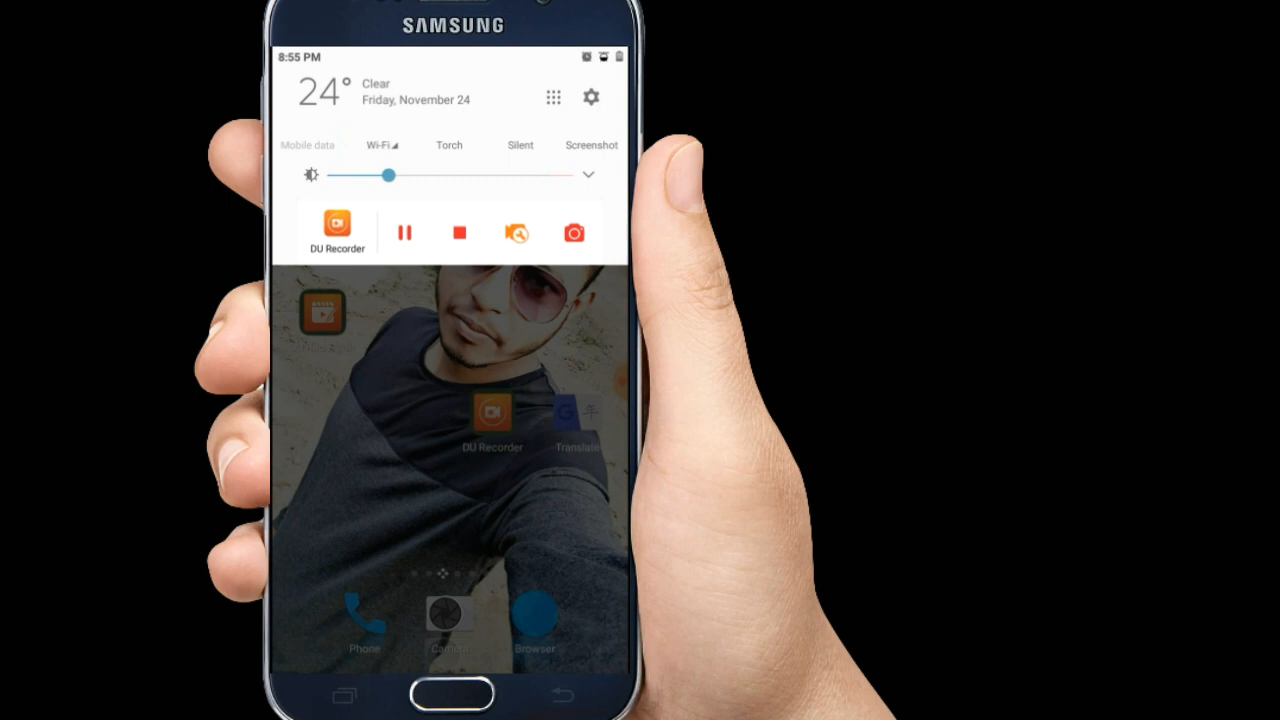 SAMSUNG
8:55 PM
24°
Clear
Friday, November 24
Mobile data Wi-Fi Torch Silent Screenshot
DU Recorder
DU Recorder
Translate
G 年
Phone
Camera
Browser